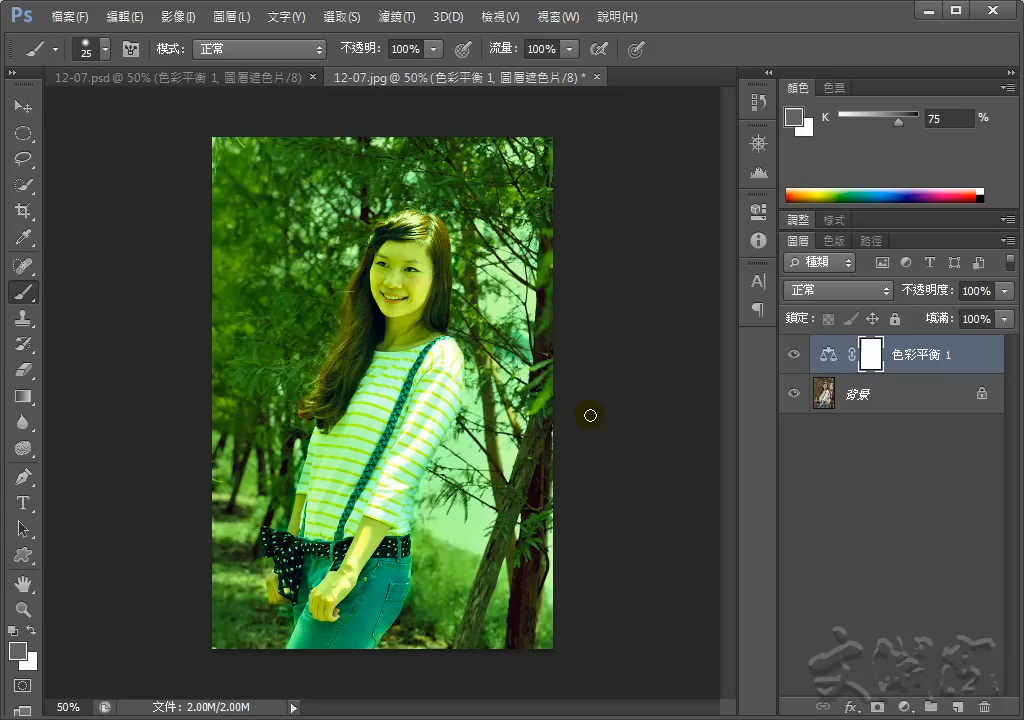 Ps 檔案(F) 編輯(E) 影像(I) 圖層(L) 文字(Y) 選取(S) 濾鏡(T) 3D(D) 檢視(V) 視窗(W) 說明(H)
25 模式: 正常 不透明: 100% 流量: 100%
12-07.psd @ 50% (色彩平衡 1, 圖層遮色片/8) × 12-07.jpg @ 50% (色彩平衡 1, 圖層遮色片/8) * ×
顏色 色票
K 75 %
調整 樣式
圖層 色版 路徑
種類
正常 不透明度: 100%
鎖定: 填滿: 100%
色彩平衡 1
背景
50% 文件: 2.00M/2.00M